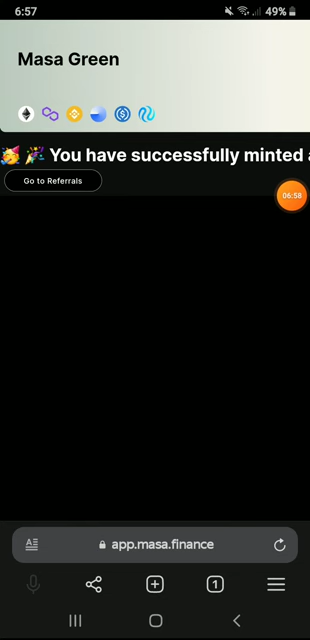 6:57
49%
Masa Green
You have successfully minted
Go to Referrals
06:58
app.masa.finance
1